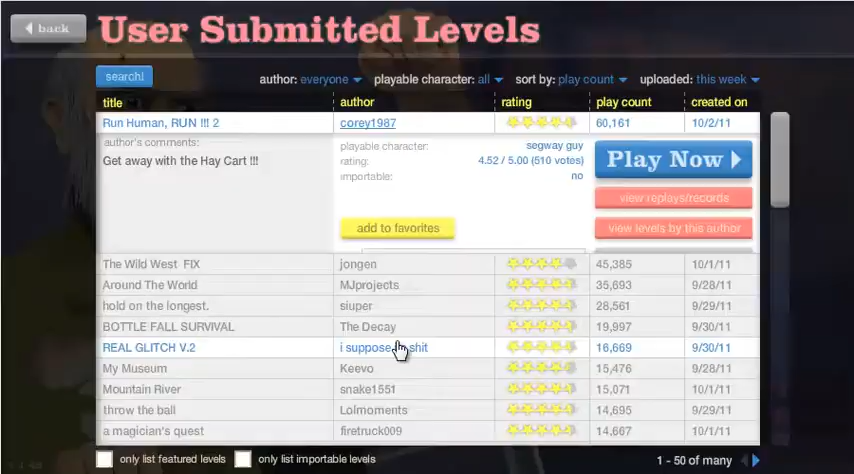 back
User Submitted Levels
search!
author: everyone playable character: all sort by: play count uploaded: this week
title author rating play count created on
Run Human, RUN !!! 2 corey1987 60,161 10/2/11
author's comments:
Get away with the Hay Cart !!!
playable character: segway guy
rating: 4.52 / 5.00 (510 votes)
importable: no
Play Now
view replays/records
add to favorites
view levels by this author
The Wild West FIX jongen 45,385 10/1/11
Around The World MJprojects 35,693 9/28/11
hold on the longest. siuper 28,561 9/29/11
BOTTLE FALL SURVIVAL The Decay 19,997 9/30/11
REAL GLITCH V.2 i suppose shit 16,669 9/30/11
My Museum Keevo 15,476 9/28/11
Mountain River snake1551 15,071 10/1/11
throw the ball Lolmoments 14,695 9/29/11
a magician's quest firetruck009 14,667 10/1/11
only list featured levels only list importable levels 1 - 50 of many